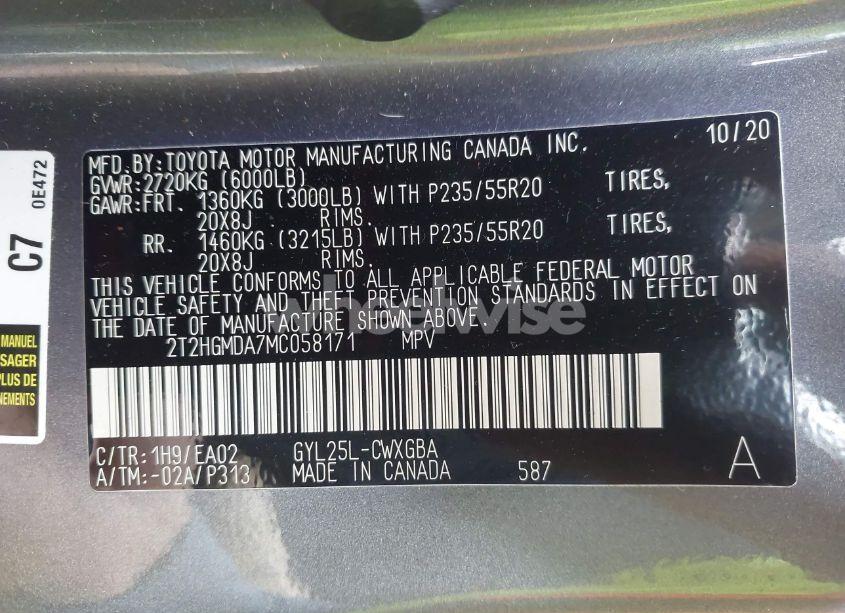 10/20
MFD.BY:TOYOTA MOTOR MANUFACTURING CANADA INC.
GVWR:2720KG (6000LB)
GAWR:FRT. 1360KG (3000LB) WITH P235/55R20 TIRES,
20X8J RIMS.
RR. 1460KG (3215LB) WITH P235/55R20 TIRES,
20X8J RIMS.
THIS VEHICLE CONFORMS TO ALL APPLICABLE FEDERAL MOTOR
VEHICLE SAFETY AND THEFT PREVENTION STANDARDS IN EFFECT ON
THE DATE OF MANUFACTURE SHOWN ABOVE.
2T2HGMDA7MC058171 MPV
C/TR:1H9/EA02 GYL25L-CWXGBA
A/TM:-02A/P313 MADE IN CANADA 587 A
C7
0E472
MANUEL
SAGER
PLUS DE
NEMENTS
wheelwise